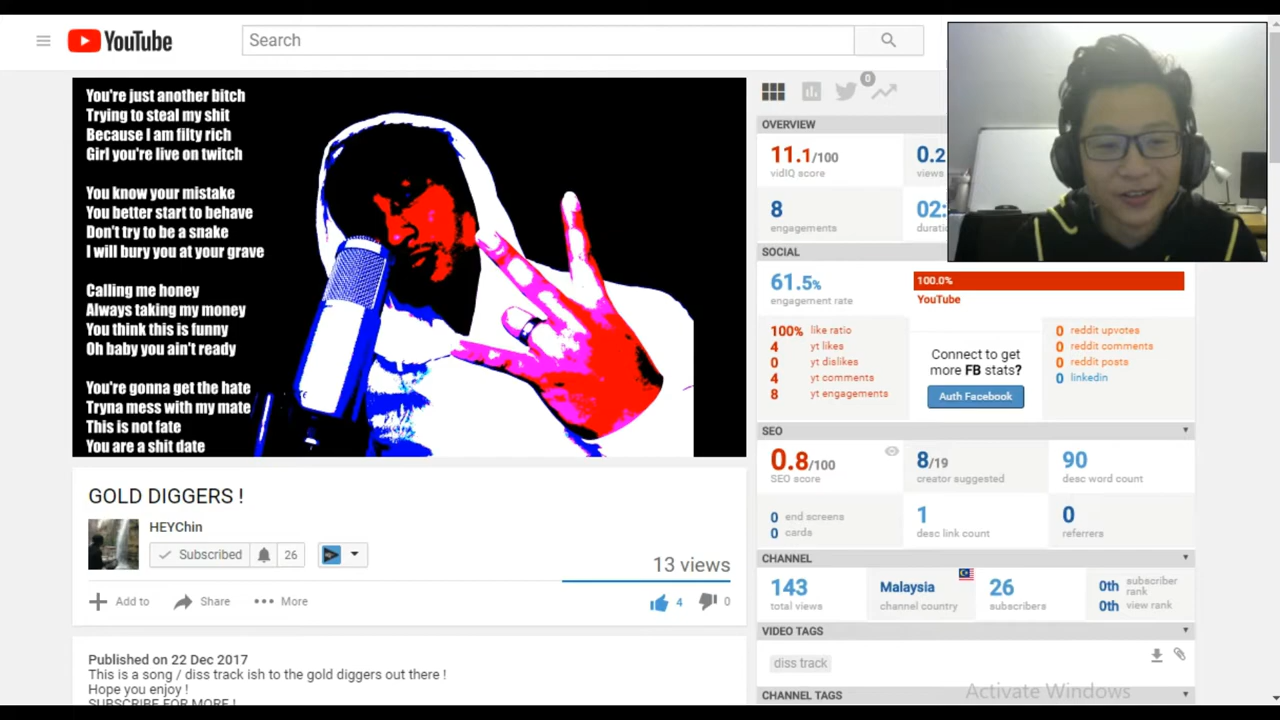 YouTube
Search
You're just another bitch
Trying to steal my shit
Because I am filty rich
Girl you're live on twitch
You know your mistake
You better start to behave
Don't try to be a snake
I will bury you at your grave
Calling me honey
Always taking my money
You think this is funny
Oh baby you ain't ready
You're gonna get the hate
Tryna mess with my mate
This is not fate
You are a shit date
GOLD DIGGERS !
HEYChin
Subscribed 26
13 views
Add to Share More 4 0
Published on 22 Dec 2017
This is a song / diss track ish to the gold diggers out there !
Hope you enjoy !
SUBSCRIBE FOR MORE !
0
OVERVIEW
11.1/100 0.2
vidIQ score views
8 02:
engagements durati
SOCIAL
61.5%
engagement rate
100.0%
YouTube
100% like ratio
4 yt likes
0 yt dislikes
4 yt comments
8 yt engagements
Connect to get
more FB stats?
Auth Facebook
0 reddit upvotes
0 reddit comments
0 reddit posts
0 linkedin
SEO
0.8/100 8/19 90
SEO score creator suggested desc word count
0 end screens
0 cards
1 0
desc link count referrers
CHANNEL
143 Malaysia 26
total views channel country subscribers
0th subscriber rank
0th view rank
VIDEO TAGS
diss track
CHANNEL TAGS
Activate Windows